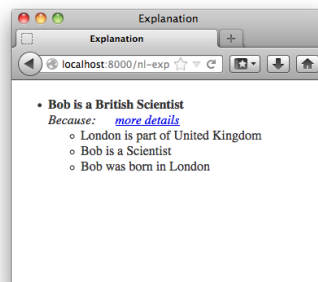 Explanation
Explanation
localhost:8000/nl-exp
Bob is a British Scientist
Because: more details
London is part of United Kingdom
Bob is a Scientist
Bob was born in London